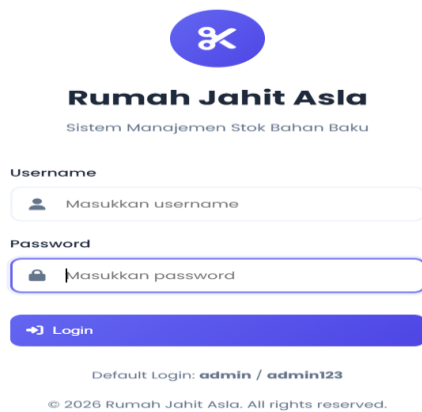 Rumah Jahit Asla
Sistem Manajemen Stok Bahan Baku
Username
Masukkan username
Password
Masukkan password
Login
Default Login: admin / admin123
© 2026 Rumah Jahit Asla. All rights reserved.